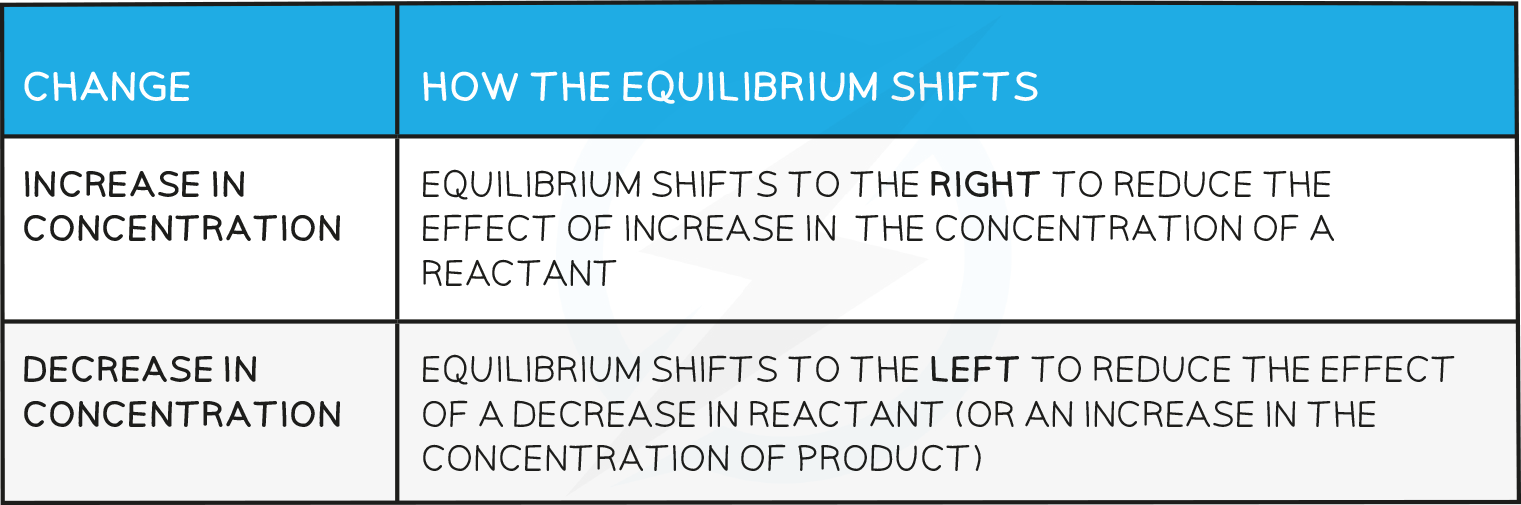 CHANGE
HOW THE EQUILIBRIUM SHIFTS
INCREASE IN
CONCENTRATION
EQUILIBRIUM SHIFTS TO THE RIGHT TO REDUCE THE
EFFECT OF INCREASE IN THE CONCENTRATION OF A
REACTANT
DECREASE IN
CONCENTRATION
EQUILIBRIUM SHIFTS TO THE LEFT TO REDUCE THE EFFECT
OF A DECREASE IN REACTANT (OR AN INCREASE IN THE
CONCENTRATION OF PRODUCT)